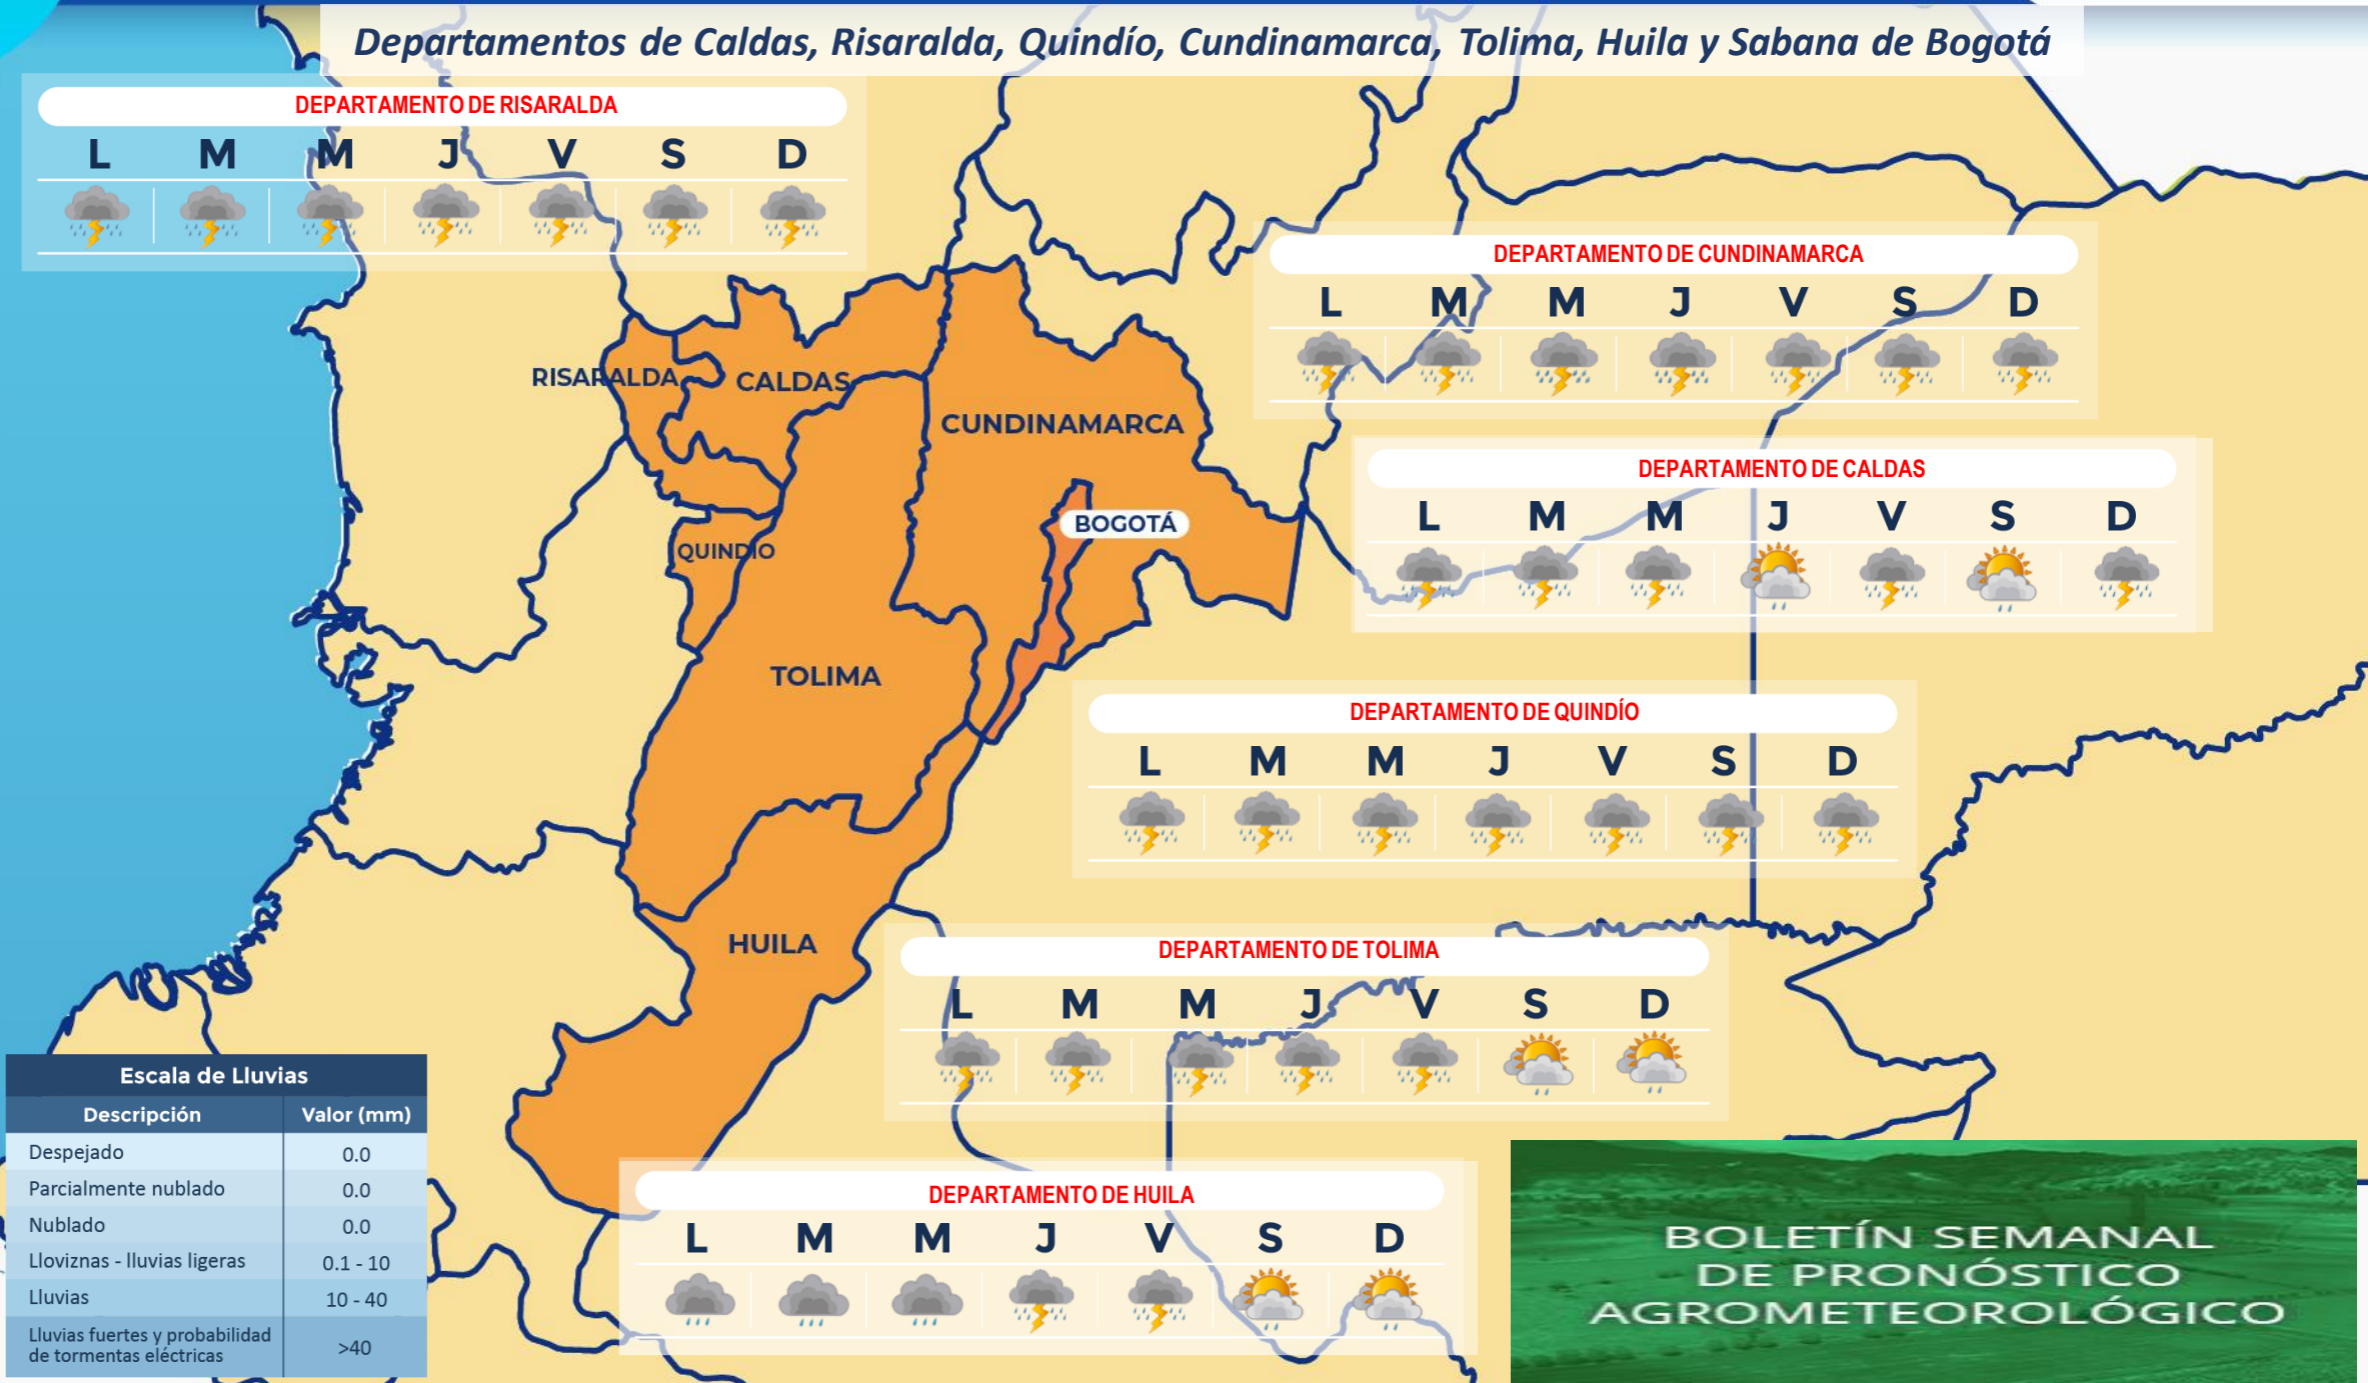 Departamentos de Caldas, Risaralda, Quindío, Cundinamarca, Tolima, Huila y Sabana de Bogotá
DEPARTAMENTO DE RISARALDA
L M M J V S D
DEPARTAMENTO DE CUNDINAMARCA
L M M J V S D
RISARALDA
CALDAS
CUNDINAMARCA
BOGOTÁ
QUINDIO
TOLIMA
HUILA
DEPARTAMENTO DE CALDAS
L M M J V S D
DEPARTAMENTO DE QUINDÍO
L M M J V S D
DEPARTAMENTO DE TOLIMA
L M M J V S D
DEPARTAMENTO DE HUILA
L M M J V S D
Escala de Lluvias
Descripción Valor (mm)
Despejado 0.0
Parcialmente nublado 0.0
Nublado 0.0
Lloviznas - lluvias ligeras 0.1 - 10
Lluvias 10 - 40
Lluvias fuertes y probabilidad
de tormentas eléctricas >40
BOLETÍN SEMANAL
DE PRONÓSTICO
AGROMETEOROLÓGICO